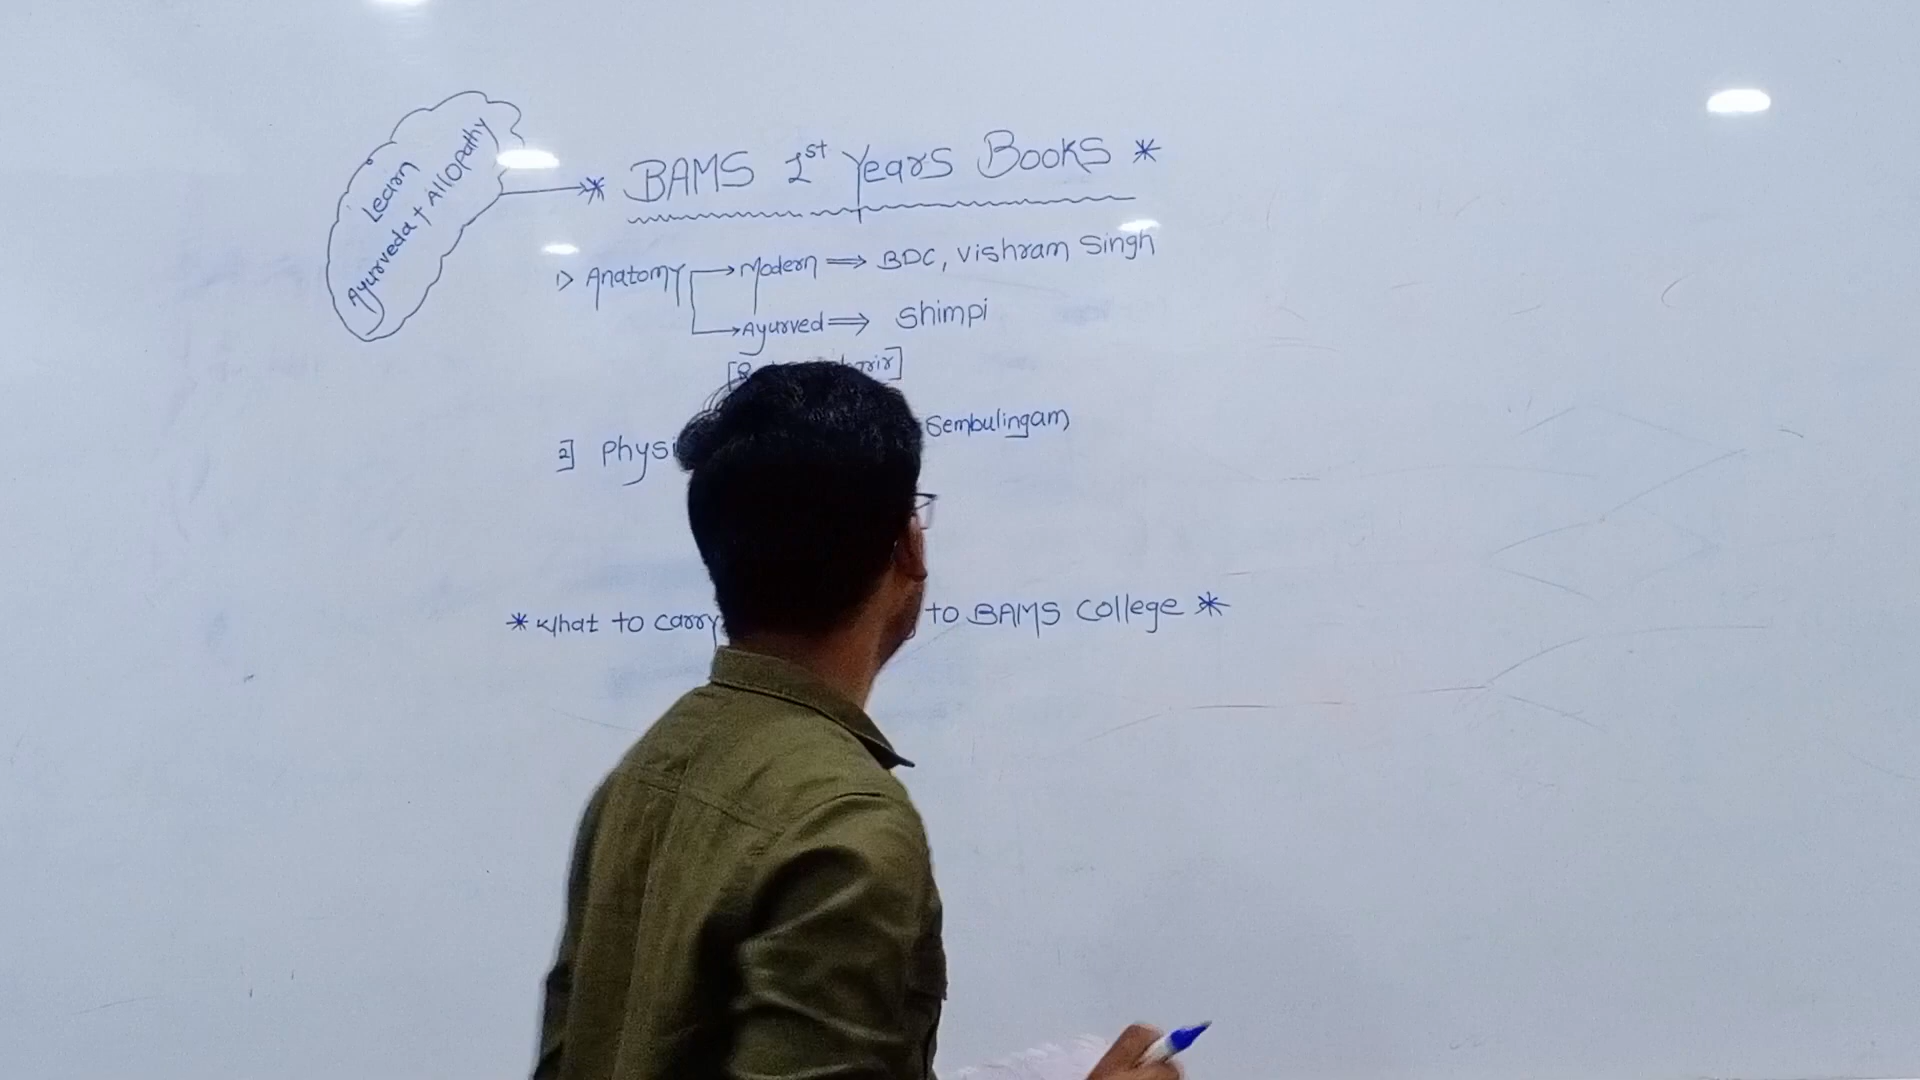 Learn
Ayurveda + Allopathy
* BAMS 1st Years Books *
1> Anatomy → Modern ⇒ BDC, Vishram Singh
→ Ayurved ⇒ Shimpi
2] Physi Sembulingam
* What to carry to BAMS College *